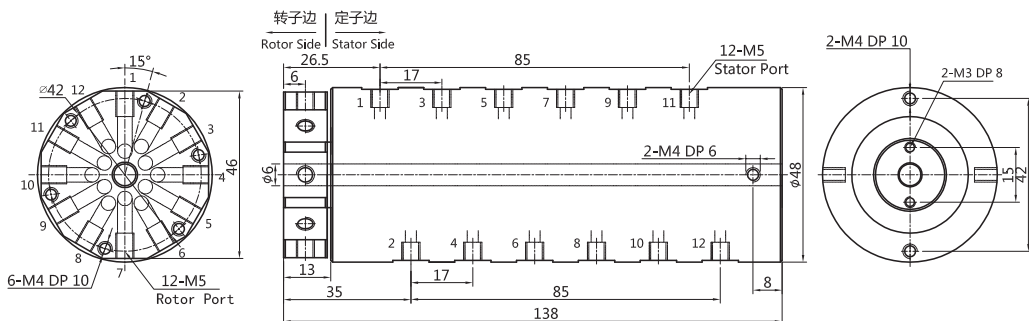 转子边 定子边
Rotor Side Stator Side
15°
1
12
2
⌀42
11
3
10
4
9
5
8
6
7
46
6-M4 DP 10
12-M5
Rotor Port
26.5
85
6
17
12-M5
Stator Port
1 3 5 7 9 11
ϕ6
2-M4 DP 6
ϕ48
2 4 6 8 10 12
13
17
8
35
85
138
2-M4 DP 10
2-M3 DP 8
15
42